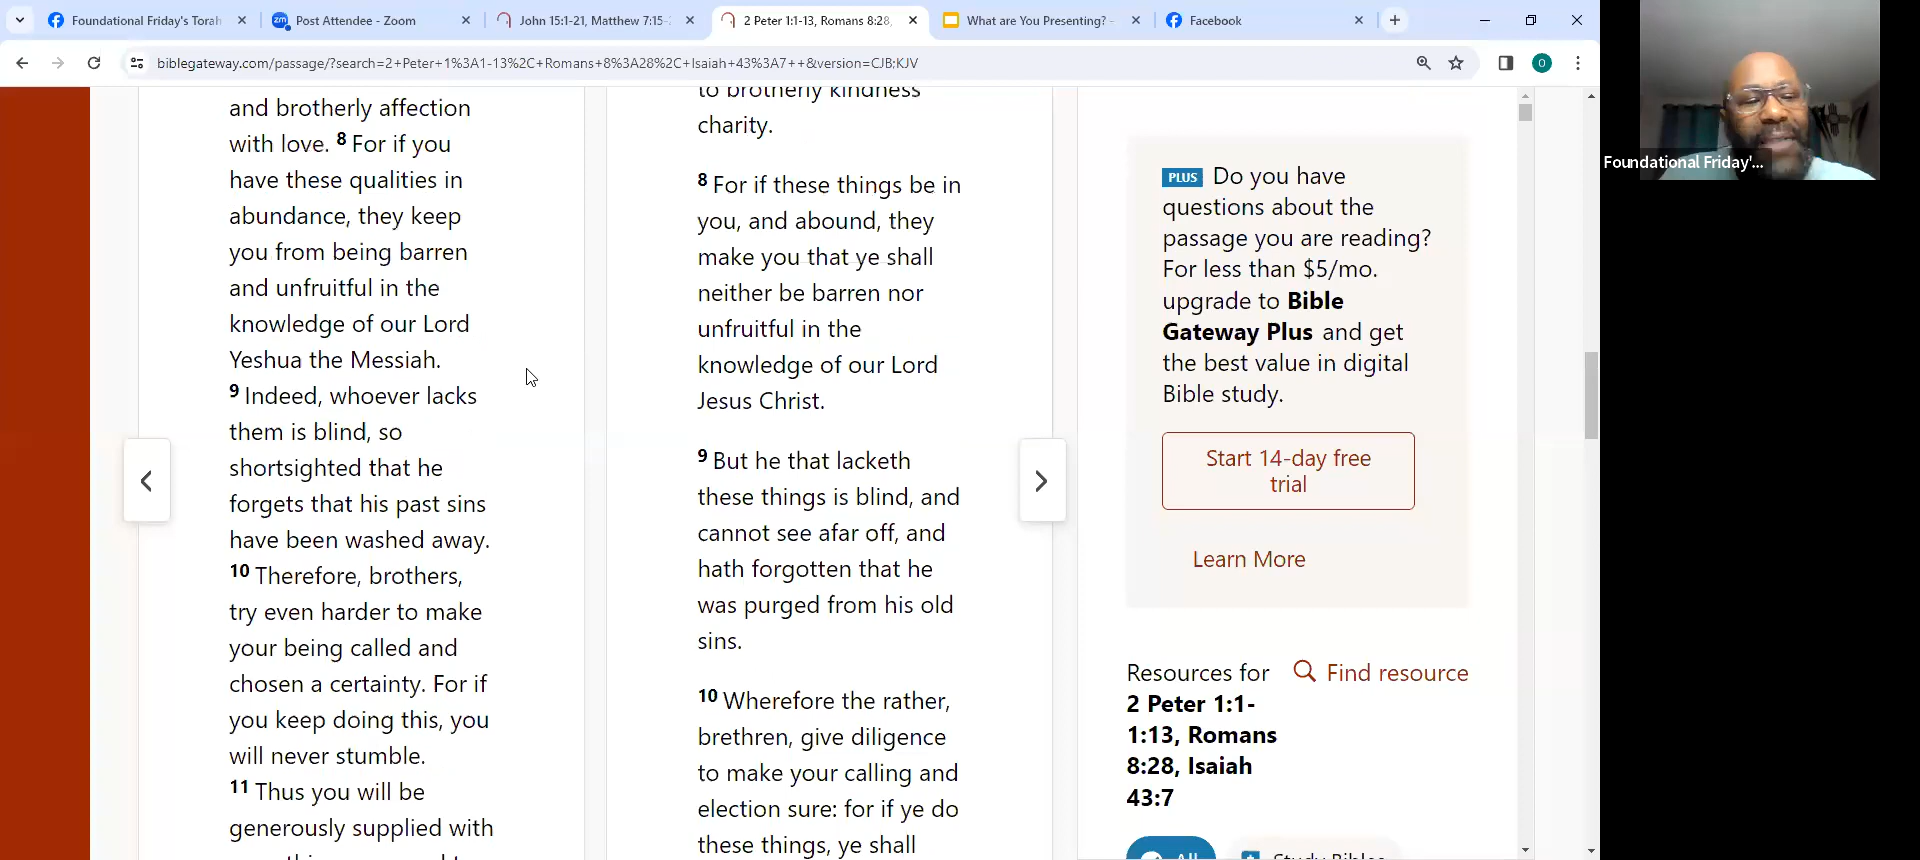 Foundational Friday's Torah
Post Attendee - Zoom
John 15:1-21, Matthew 7:15-2
2 Peter 1:1-13, Romans 8:28,
What are You Presenting? -
Facebook
biblegateway.com/passage/?search=2+Peter+1%3A1-13%2C+Romans+8%3A28%2C+Isaiah+43%3A7++&version=CJB;KJV
O
and brotherly affection
with love. 8 For if you
have these qualities in
abundance, they keep
you from being barren
and unfruitful in the
knowledge of our Lord
Yeshua the Messiah.
9 Indeed, whoever lacks
them is blind, so
shortsighted that he
forgets that his past sins
have been washed away.
10 Therefore, brothers,
try even harder to make
your being called and
chosen a certainty. For if
you keep doing this, you
will never stumble.
11 Thus you will be
generously supplied with
to brotherly kindness
charity.
8 For if these things be in
you, and abound, they
make you that ye shall
neither be barren nor
unfruitful in the
knowledge of our Lord
Jesus Christ.
9 But he that lacketh
these things is blind, and
cannot see afar off, and
hath forgotten that he
was purged from his old
sins.
10 Wherefore the rather,
brethren, give diligence
to make your calling and
election sure: for if ye do
these things, ye shall
PLUS Do you have
questions about the
passage you are reading?
For less than $5/mo.
upgrade to Bible
Gateway Plus and get
the best value in digital
Bible study.
Start 14-day free
trial
Learn More
Resources for
2 Peter 1:1-
1:13, Romans
8:28, Isaiah
43:7
Find resource
All
Study Bibles
Foundational Friday'...